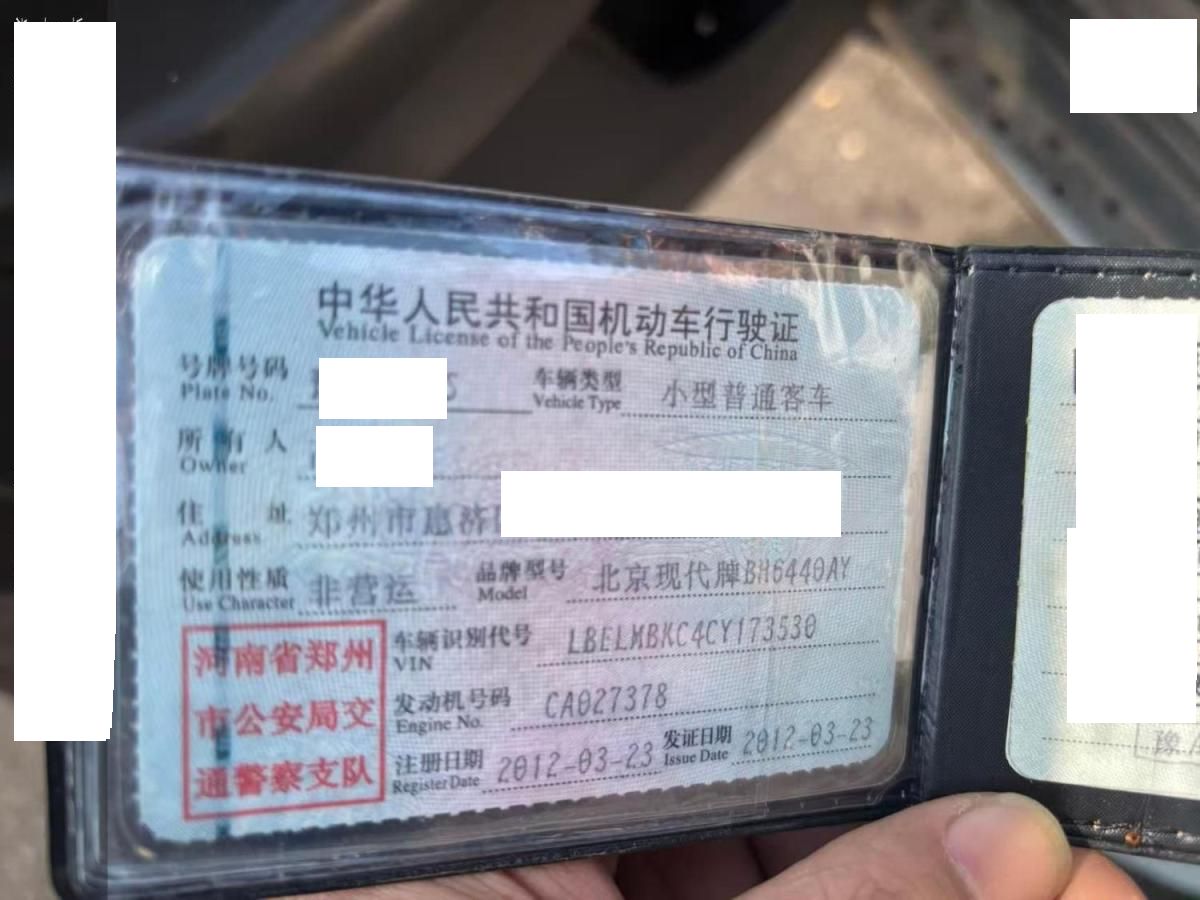 中华人民共和国机动车行驶证
Vehicle License of the People's Republic of China
号牌号码 车辆类型 小型普通客车
Plate No. Vehicle Type
所有人
Owner
住址 郑州市惠济
Address
使用性质 非营运 品牌型号 北京现代牌BH6440AY
Use Character Model
车辆识别代号 LBELMBKC4CY173530
VIN
发动机号码 CA027378
Engine No.
注册日期 2012-03-23 发证日期 2012-03-23
Register Date Issue Date
河南省郑州
市公安局交
通警察支队
豫